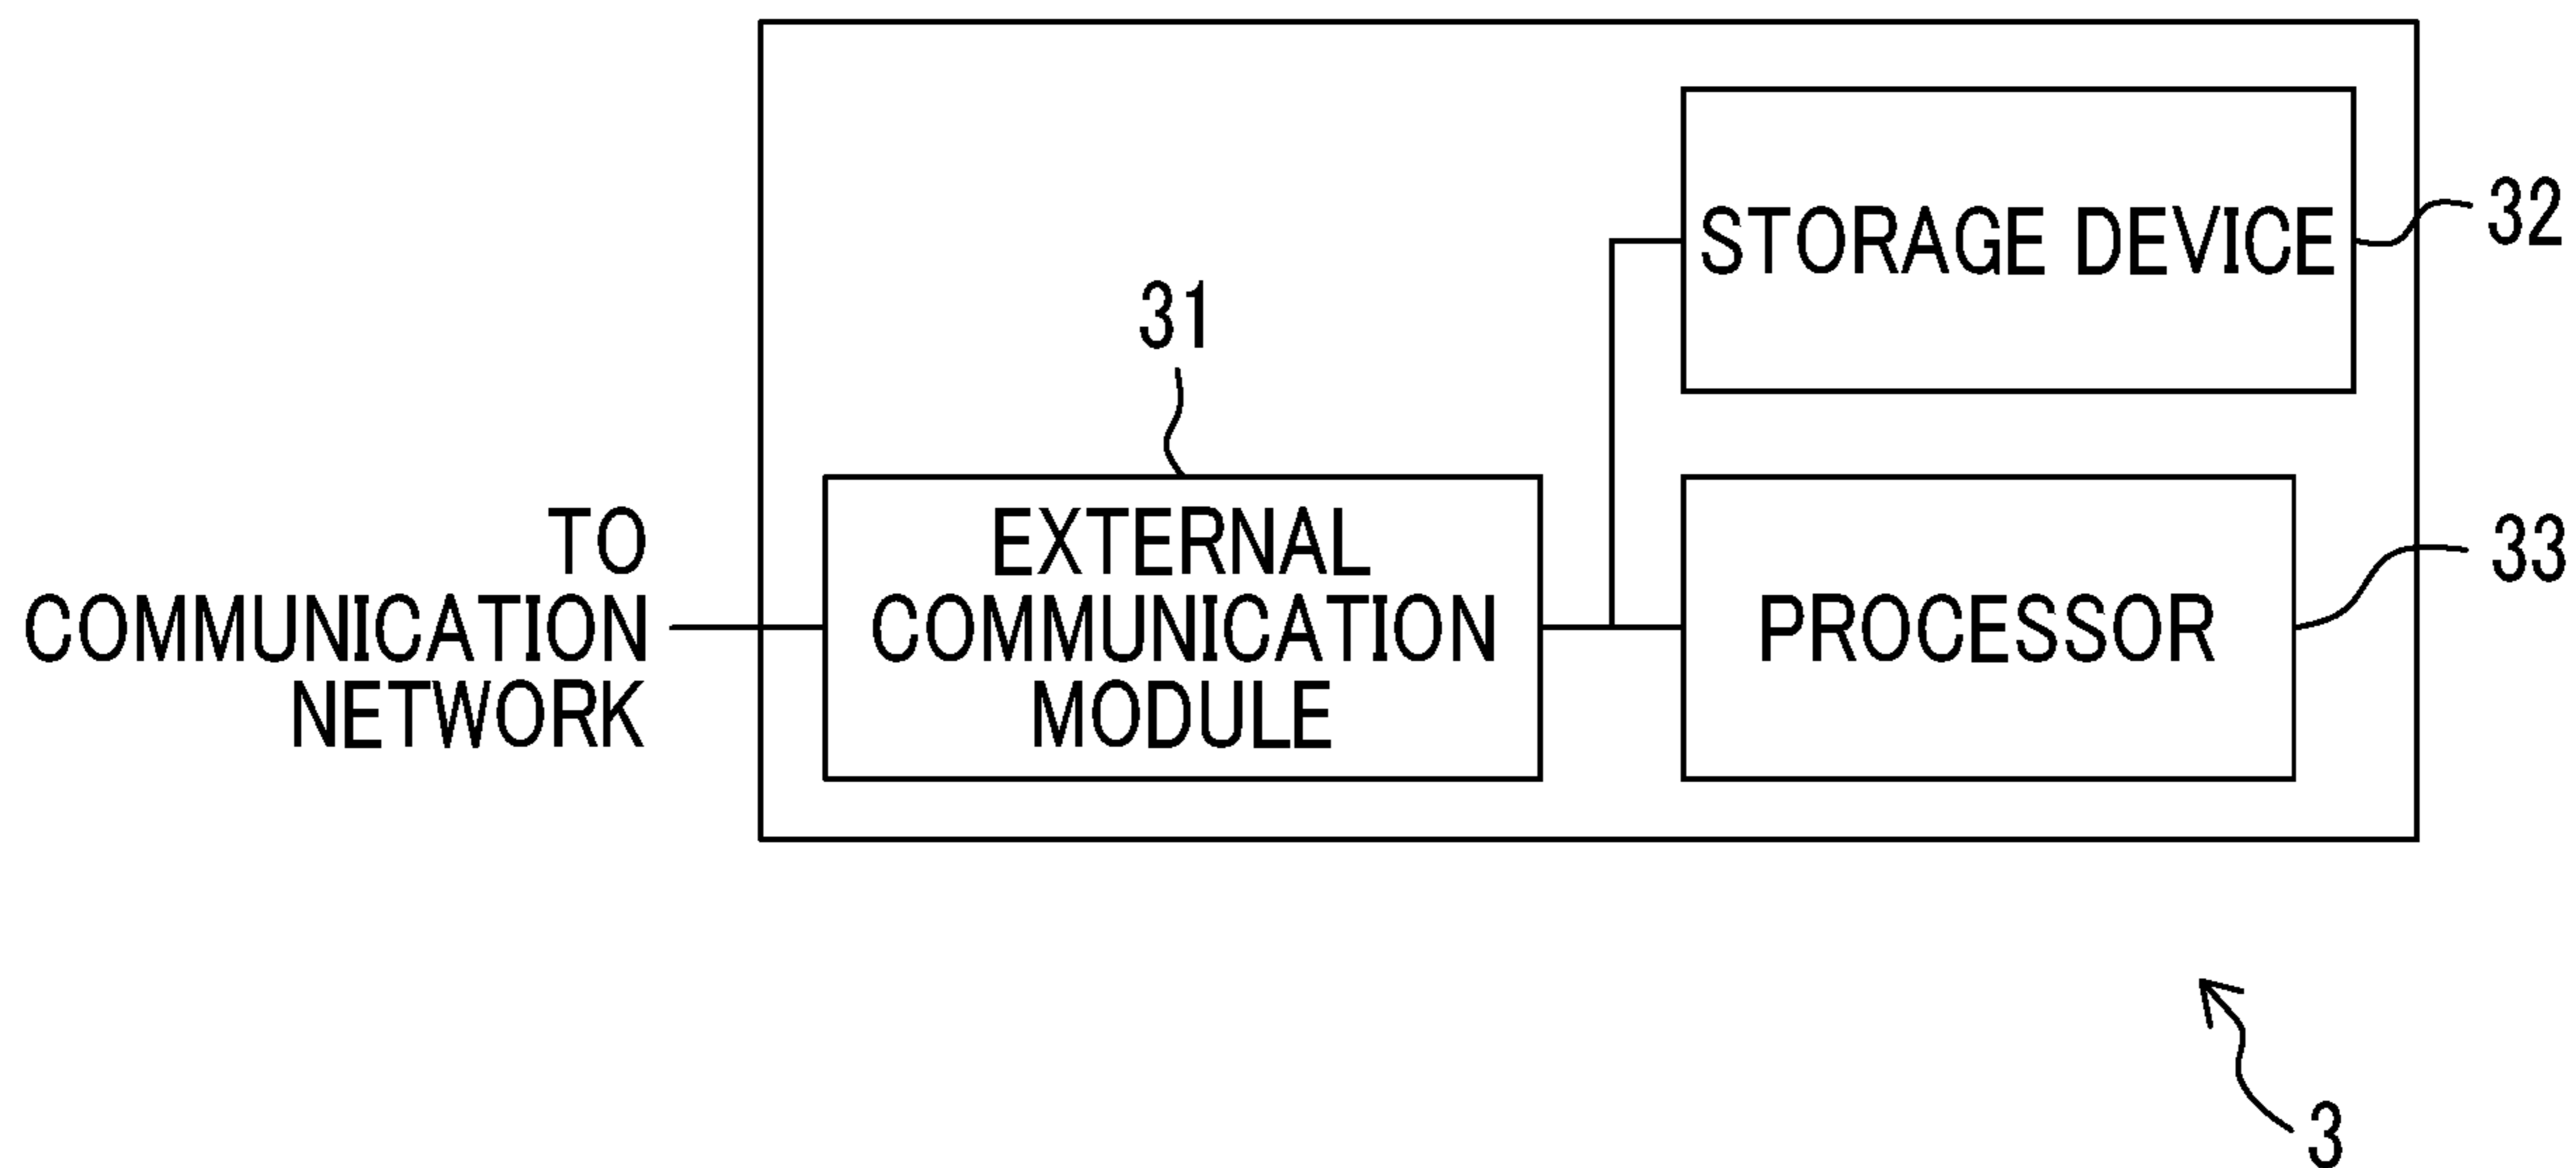 STORAGE DEVICE
32
31
TO
COMMUNICATION
NETWORK
EXTERNAL
COMMUNICATION
MODULE
PROCESSOR
33
3